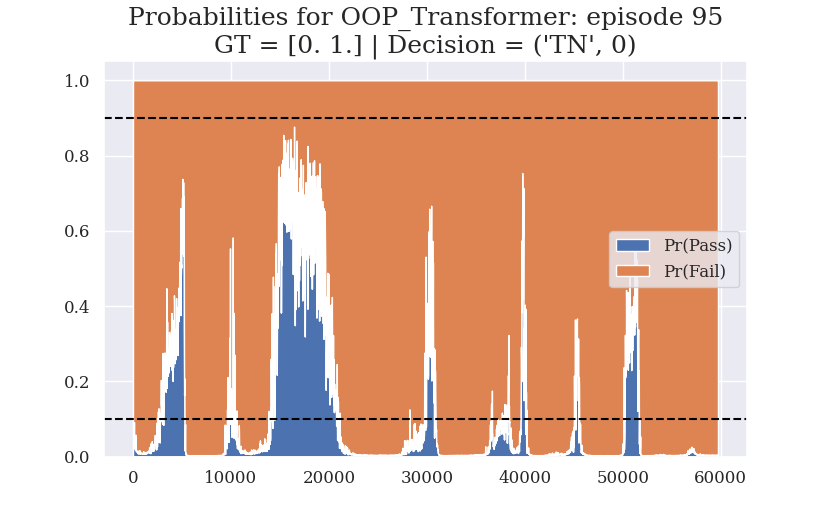 Probabilities for OOP_Transformer: episode 95
GT = [0. 1.] | Decision = ('TN', 0)
1.0
0.8
0.6
0.4
0.2
0.0
Pr(Pass)
Pr(Fail)
0 10000 20000 30000 40000 50000 60000